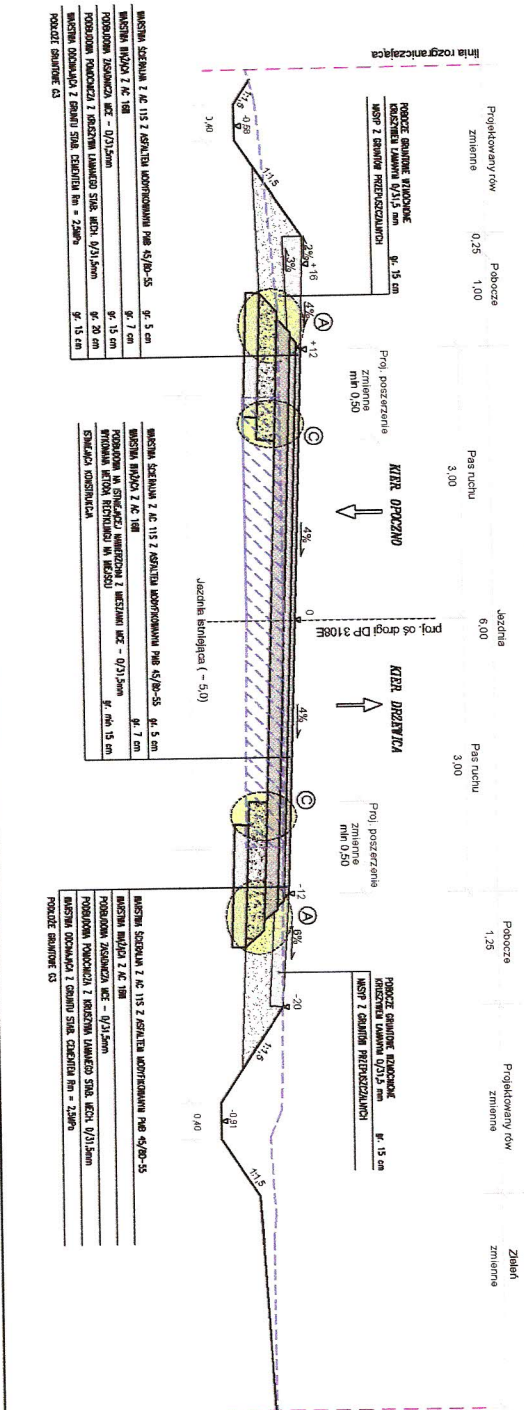 linia rozgraniczająca
Projektowany rów
zmienne
0,25
Pobocze
1,00
Pas ruchu
3,00
Jezdnia
6,00
Pas ruchu
3,00
Pobocze
1,25
Projektowany rów
zmienne
Zieleń
zmienne
POBOCZE GRUNTOWE WZMOCNIONE
KRUSZYWEM ŁAMANYM 0/31,5 mm gr. 15 cm
NASYP Z GRUNTÓW PRZEPUSZCZALNYCH
Proj. poszerzenie
zmienne
min 0,50
KIER OPOCZNO
KIER DRZEWICA
proj. oś drogi DP 3108E
Proj. poszerzenie
zmienne
min 0,50
POBOCZE GRUNTOWE WZMOCNIONE
KRUSZYWEM ŁAMANYM 0/31,5 mm gr. 15 cm
NASYP Z GRUNTÓW PRZEPUSZCZALNYCH
1:1,5
-0,58
1:1,5
2%
+16
3%
4%
A
+12
C
4%
0
4%
C
-12
A
6%
-20
1:1,5
-0,91
1:1,5
0,40
Jezdnia istniejąca (~ 5,0)
0,40
WARSTWA ŚCIERALNA Z AC 11S Z ASFALTEM MODYFIKOWANYM PMB 45/80-55 gr. 5 cm
WARSTWA WIĄŻĄCA Z AC 16W gr. 7 cm
PODBUDOWA ZASADNICZA MCE - 0/31,5mm gr. 15 cm
PODBUDOWA POMOCNICZA Z KRUSZYWA ŁAMANEGO STAB. MECH. 0/31,5mm gr. 20 cm
WARSTWA ODCINAJĄCA Z GRUNTU STAB. CEMENTEM Rm = 2,5MPa gr. 15 cm
PODŁOŻE GRUNTOWE G3
WARSTWA ŚCIERALNA Z AC 11S Z ASFALTEM MODYFIKOWANYM PMB 45/80-55 gr. 5 cm
WARSTWA WIĄŻĄCA Z AC 16W gr. 7 cm
PODBUDOWA NA ISTNIEJĄCEJ NAWIERZCHNI Z MIESZANKI MCE - 0/31,5mm
WYKONANA METODĄ RECYKLINGU NA MIEJSCU gr. min 15 cm
ISTNIEJĄCA KONSTRUKCJA
WARSTWA ŚCIERALNA Z AC 11S Z ASFALTEM MODYFIKOWANYM PMB 45/80-55
WARSTWA WIĄŻĄCA Z AC 16W
PODBUDOWA ZASADNICZA MCE - 0/31,5mm
PODBUDOWA POMOCNICZA Z KRUSZYWA ŁAMANEGO STAB. MECH. 0/31,5mm
WARSTWA ODCINAJĄCA Z GRUNTU STAB. CEMENTEM Rm = 2,5MPa
PODŁOŻE GRUNTOWE G3